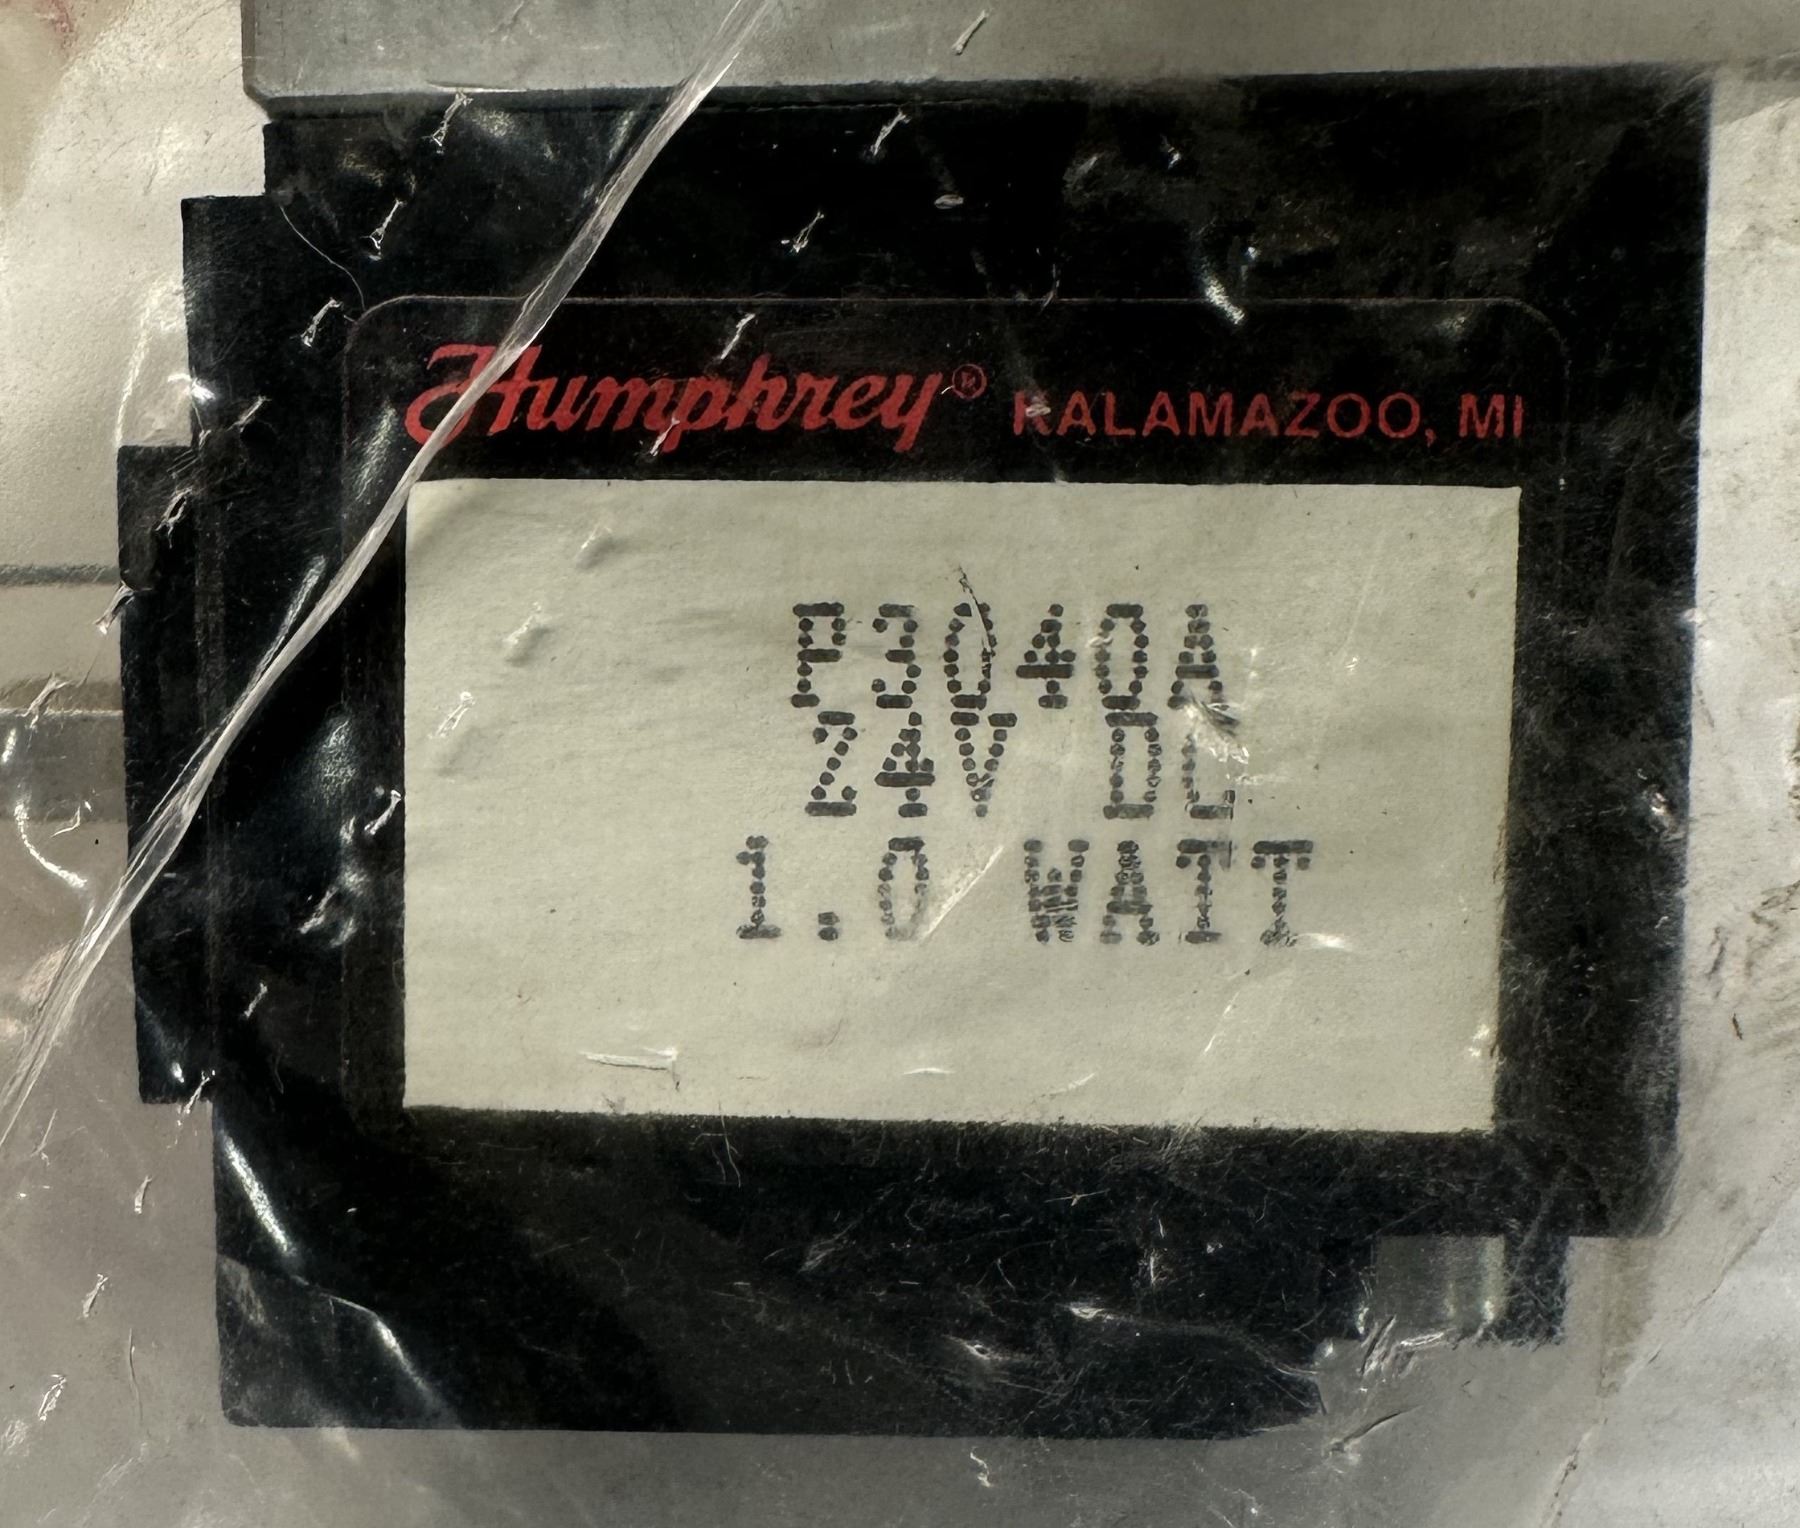 Humphrey® KALAMAZOO, MI
P3040A
24V DC
1.0 WATT